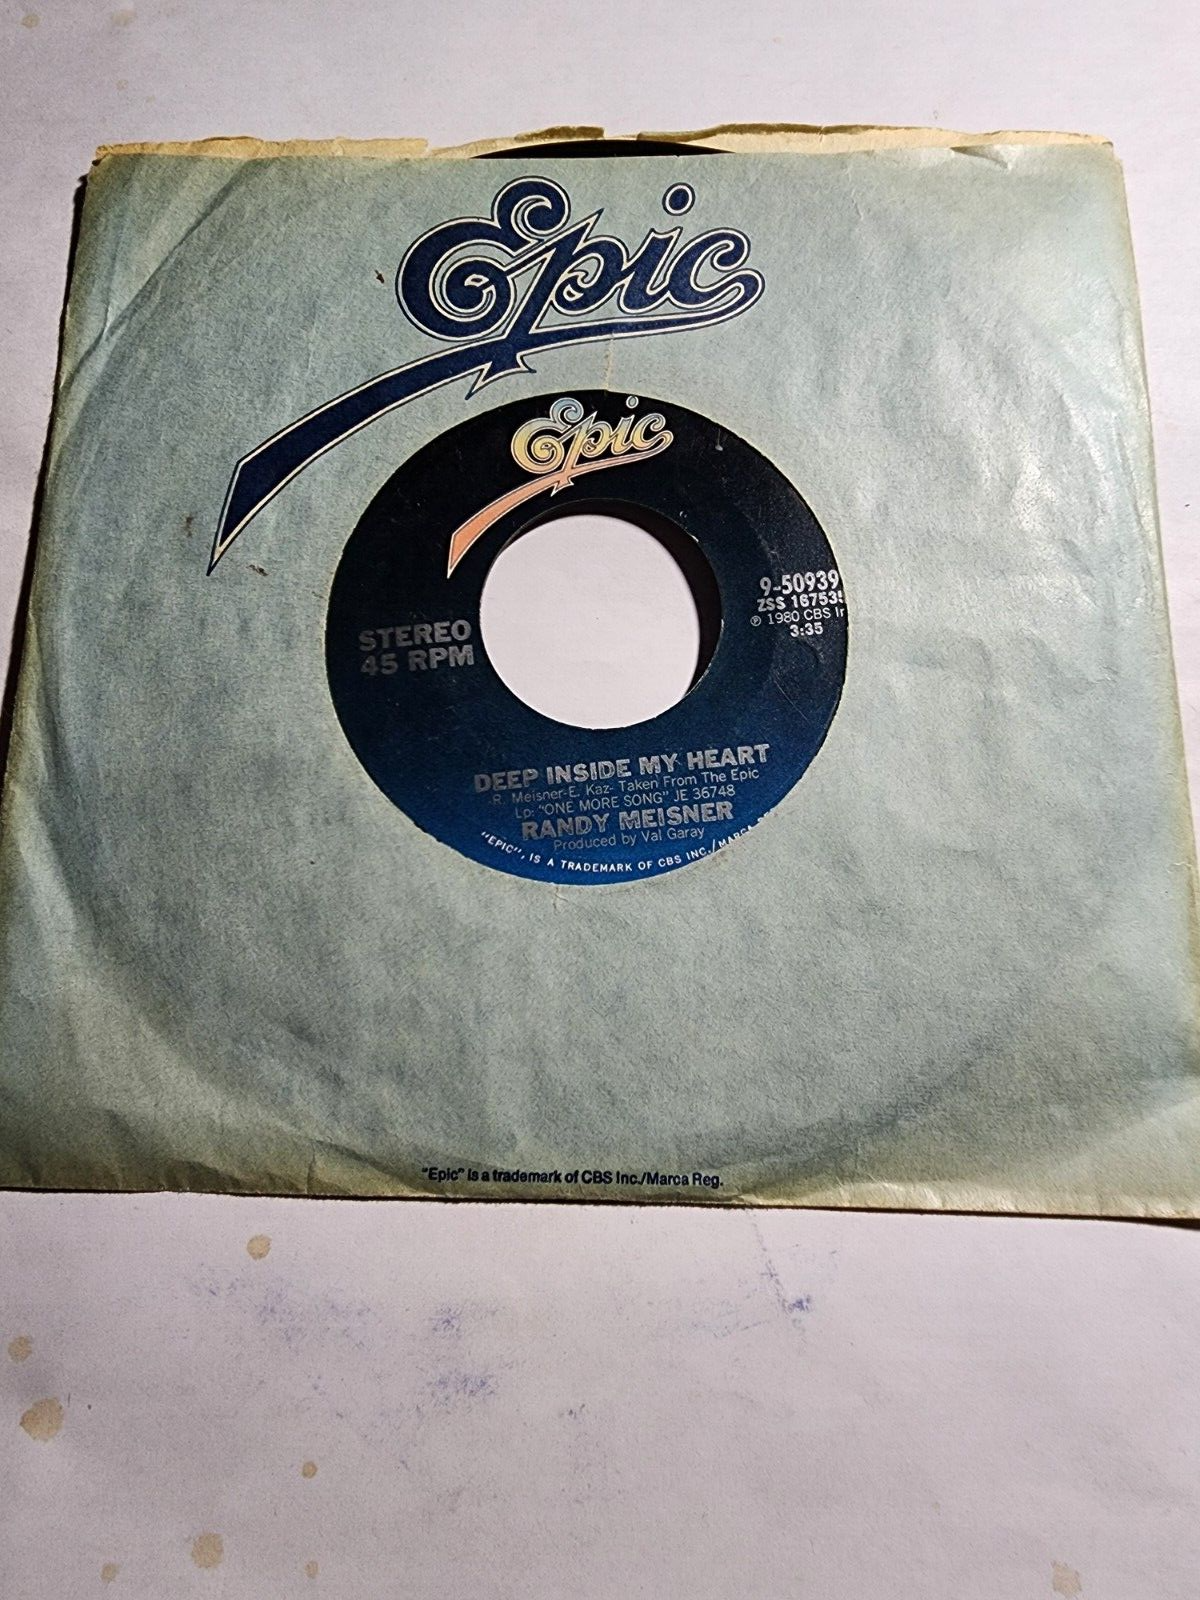 Epic
Epic
STEREO
45 RPM
9-50939
ZSS
℗ 1980 CBS
3:35
DEEP INSIDE MY HEART
-R. Meisner-E. Kaz- Taken From The Epic
Lp: "ONE MORE SONG" JE 36748
RANDY MEISNER
Produced by Val Garay
"EPIC", IS A TRADEMARK OF CBS INC./
"Epic" is a trademark of CBS Inc./Marca Reg.